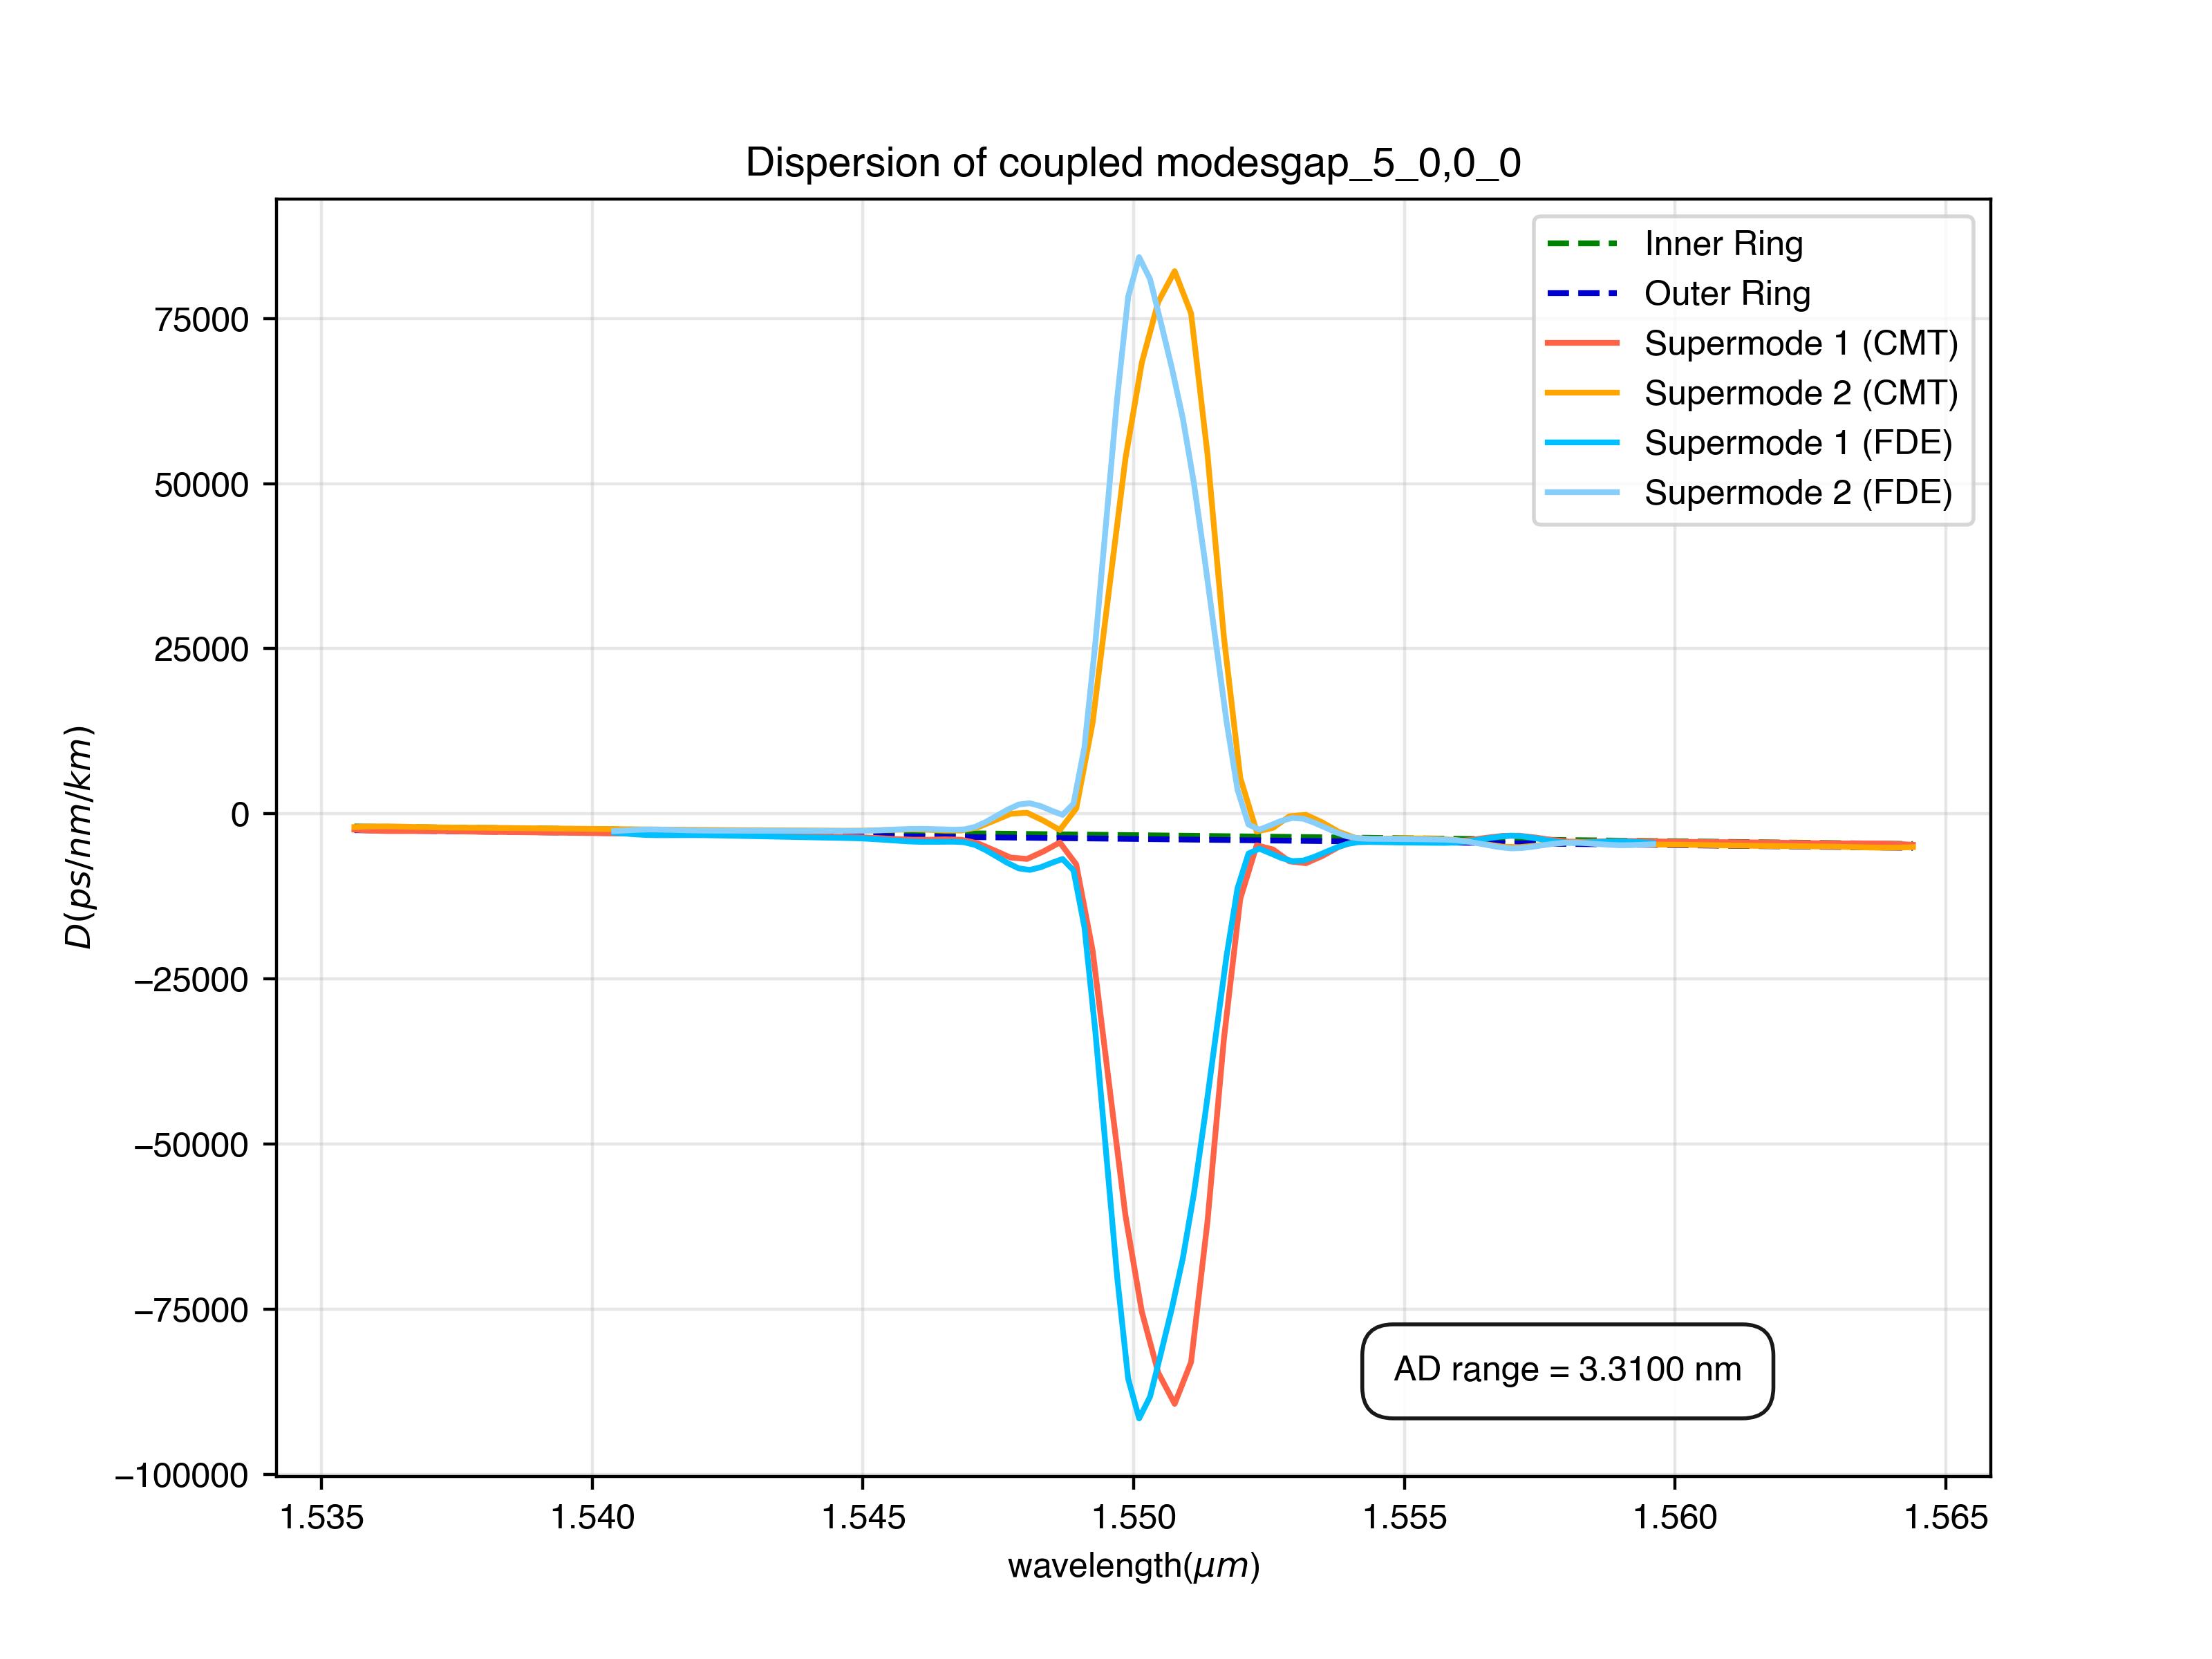 Dispersion of coupled modesgap_5_0,0_0
Inner Ring
Outer Ring
Supermode 1 (CMT)
Supermode 2 (CMT)
Supermode 1 (FDE)
Supermode 2 (FDE)
75000
50000
25000
0
−25000
−50000
−75000
−100000
D(ps/nm/km)
AD range = 3.3100 nm
1.535 1.540 1.545 1.550 1.555 1.560 1.565
wavelength(μm)